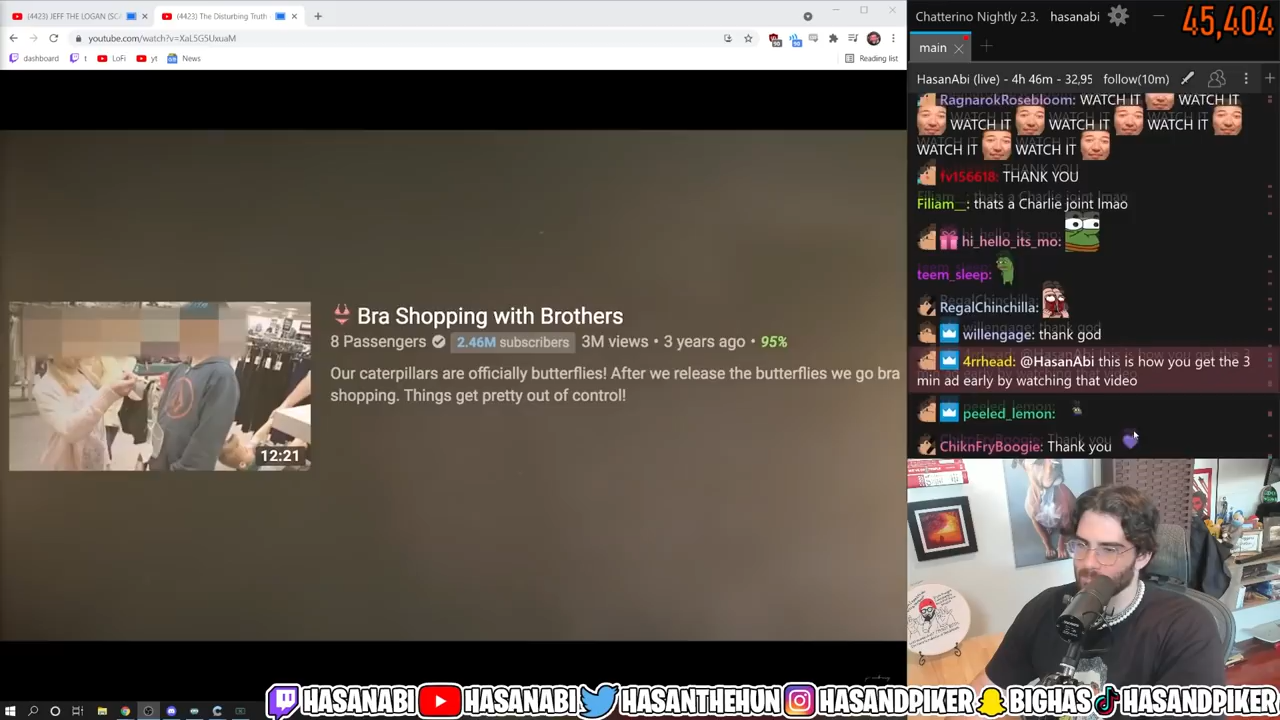 (4423) JEFF THE LOGAN (SCA
(4423) The Disturbing Truth
youtube.com/watch?v=XaL5G5UxuaM
dashboard
t
LoFi
yt
News
Reading list
Bra Shopping with Brothers
8 Passengers 2.46M subscribers 3M views • 3 years ago • 95%
Our caterpillars are officially butterflies! After we release the butterflies we go bra
shopping. Things get pretty out of control!
12:21
Chatterino Nightly 2.3. hasanabi
45,404
main
HasanAbi (live) - 4h 46m - 32,95 follow(10m)
RagnarokRosebloom: WATCH IT WATCH IT
WATCH IT WATCH IT WATCH IT
WATCH IT WATCH IT
fv156618: THANK YOU
Filiam__: thats a Charlie joint lmao
hi_hello_its_mo:
teem_sleep:
RegalChinchilla:
willengage: thank god
4rrhead: @HasanAbi this is how you get the 3
min ad early by watching that video
peeled_lemon:
ChiknFryBoogie: Thank you
HASANABI HASANABI HASANTHEHUN HASANDPIKER BIGHAS HASANDPIKER